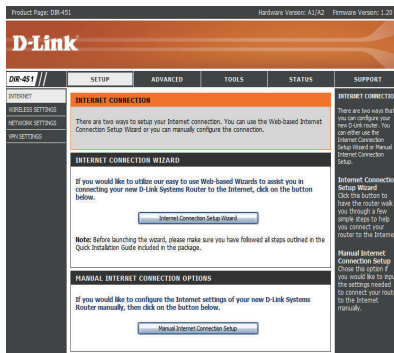 Product Page: DIR-451 Hardware Version: A1/A2 Firmware Version: 1.20
D-Link
DIR-451 SETUP ADVANCED TOOLS STATUS SUPPORT
INTERNET
WIRELESS SETTINGS
NETWORK SETTINGS
VPN SETTINGS
INTERNET CONNECTION
There are two ways to setup your Internet connection. You can use the Web-based Internet
Connection Setup Wizard or you can manually configure the connection.
INTERNET CONNECTION WIZARD
If you would like to utilize our easy to use Web-based Wizards to assist you in
connecting your new D-Link Systems Router to the Internet, click on the button
below.
Internet Connection Setup Wizard
Note: Before launching the wizard, please make sure you have followed all steps outlined in the
Quick Installation Guide included in the package.
MANUAL INTERNET CONNECTION OPTIONS
If you would like to configure the Internet settings of your new D-Link Systems
Router manually, then click on the button below.
Manual Internet Connection Setup
INTERNET CONNECTIO
There are two ways that
you can configure your
new D-Link router. You
can either use the
Internet Connection
Setup Wizard or Manual
Internet Connection
Setup.
Internet Connectio
Setup Wizard
Click this button to
have the router walk
you through a few
simple steps to help
you connect your
router to the Interne
Manual Internet
Connection Setup
Chose this option if
you would like to inpu
the settings needed
to connect your route
to the Internet
manually.